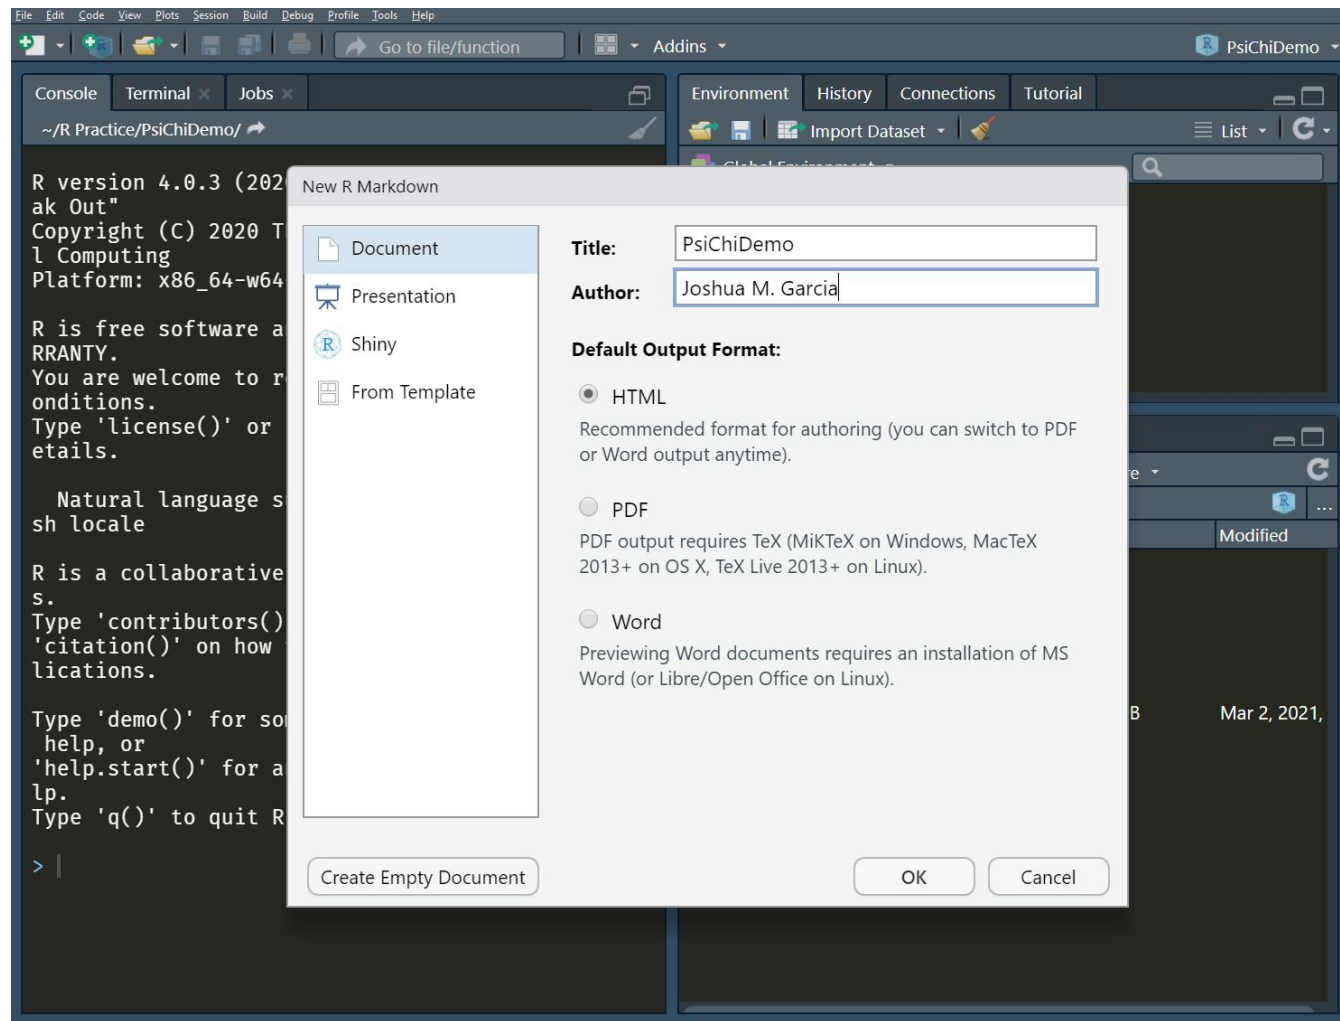 File Edit Code View Plots Session Build Debug Profile Tools Help
Go to file/function Addins PsiChiDemo
Console Terminal Jobs
~/R Practice/PsiChiDemo/
R version 4.0.3 (202
ak Out"
Copyright (C) 2020 T
l Computing
Platform: x86_64-w64
R is free software a
RRANTY.
You are welcome to r
onditions.
Type 'license()' or
etails.
Natural language s
sh locale
R is a collaborative
s.
Type 'contributors()
'citation()' on how
lications.
Type 'demo()' for so
help, or
'help.start()' for a
lp.
Type 'q()' to quit R
>
Environment History Connections Tutorial
Import Dataset List
Global Environment
New R Markdown
Document
Presentation
Shiny
From Template
Title: PsiChiDemo
Author: Joshua M. Garcia
Default Output Format:
HTML
Recommended format for authoring (you can switch to PDF
or Word output anytime).
PDF
PDF output requires TeX (MiKTeX on Windows, MacTeX
2013+ on OS X, TeX Live 2013+ on Linux).
Word
Previewing Word documents requires an installation of MS
Word (or Libre/Open Office on Linux).
Create Empty Document OK Cancel
re
...
Modified
B Mar 2, 2021,